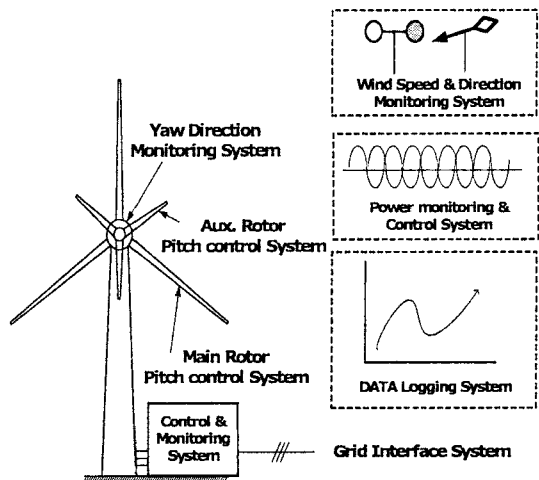 Wind Speed & Direction
Monitoring System
Yaw Direction
Monitoring System
Power monitoring &
Control System
Aux. Rotor
Pitch control System
Main Rotor
Pitch control System
DATA Logging System
Control &
Monitoring
System
Grid Interface System